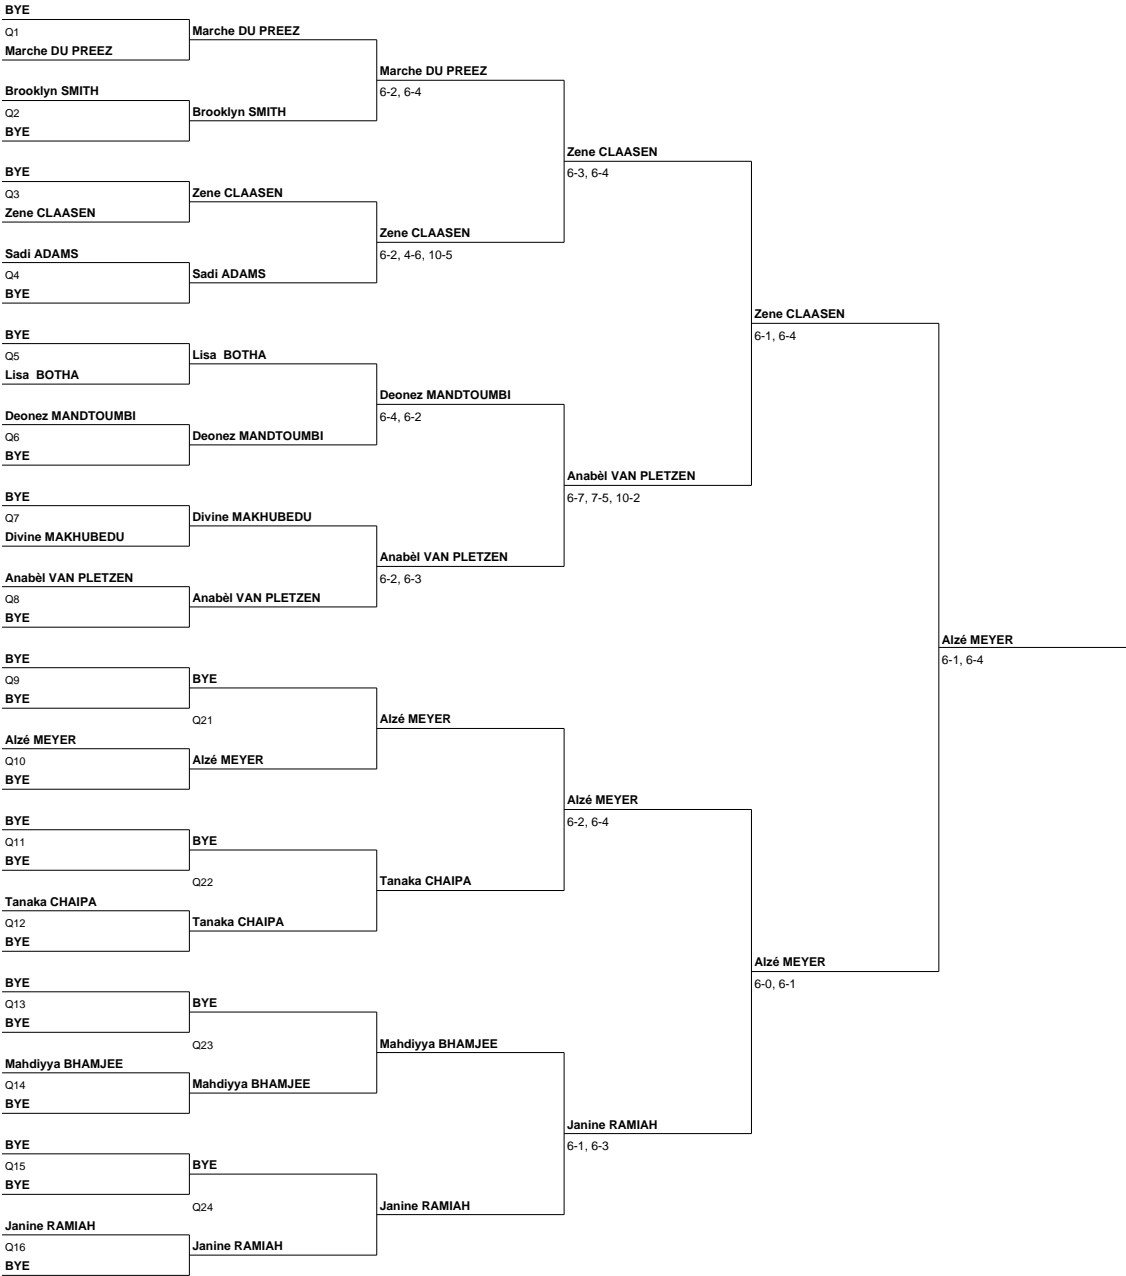 BYE
Q1
Marche DU PREEZ
Brooklyn SMITH
Q2
BYE
BYE
Q3
Zene CLAASEN
Sadi ADAMS
Q4
BYE
BYE
Q5
Lisa  BOTHA
Deonez MANDTOUMBI
Q6
BYE
BYE
Q7
Divine MAKHUBEDU
Anabèl VAN PLETZEN
Q8
BYE
BYE
Q9
BYE
Alzé MEYER
Q10
BYE
BYE
Q11
BYE
Tanaka CHAIPA
Q12
BYE
BYE
Q13
BYE
Mahdiyya BHAMJEE
Q14
BYE
BYE
Q15
BYE
Janine RAMIAH
Q16
BYE
Marche DU PREEZ
Brooklyn SMITH
Zene CLAASEN
Sadi ADAMS
Lisa  BOTHA
Deonez MANDTOUMBI
Divine MAKHUBEDU
Anabèl VAN PLETZEN
BYE
Q21
Alzé MEYER
BYE
Q22
Tanaka CHAIPA
BYE
Q23
Mahdiyya BHAMJEE
BYE
Q24
Janine RAMIAH
Marche DU PREEZ
6-2, 6-4
Zene CLAASEN
6-2, 4-6, 10-5
Deonez MANDTOUMBI
6-4, 6-2
Anabèl VAN PLETZEN
6-2, 6-3
Alzé MEYER
Tanaka CHAIPA
Mahdiyya BHAMJEE
Janine RAMIAH
Zene CLAASEN
6-3, 6-4
Anabèl VAN PLETZEN
6-7, 7-5, 10-2
Alzé MEYER
6-2, 6-4
Janine RAMIAH
6-1, 6-3
Zene CLAASEN
6-1, 6-4
Alzé MEYER
6-0, 6-1
Alzé MEYER
6-1, 6-4